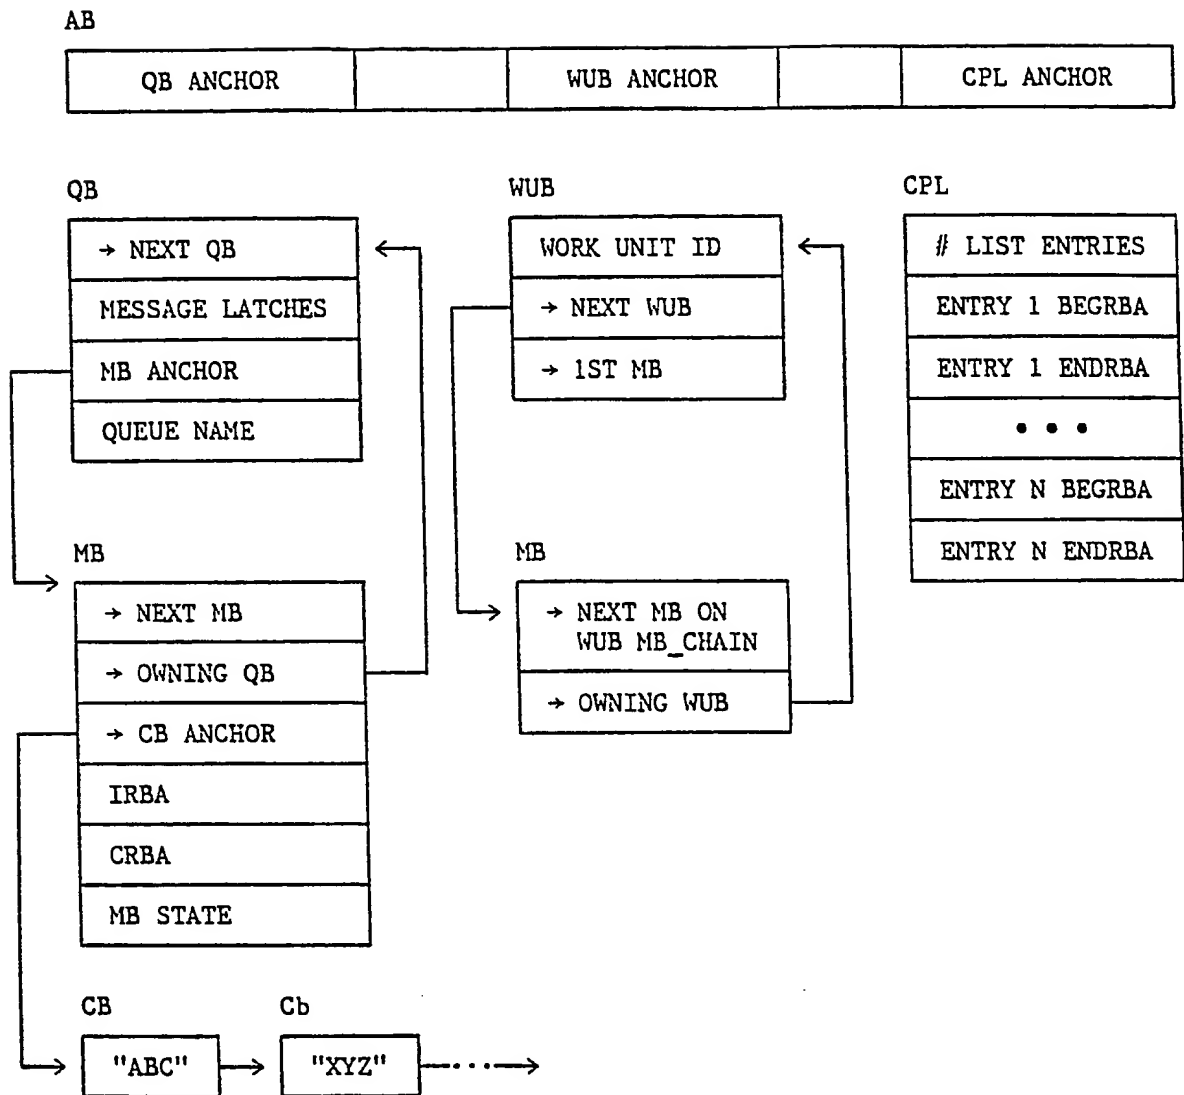 AB
QB ANCHOR
WUB ANCHOR
CPL ANCHOR
QB
→ NEXT QB
MESSAGE LATCHES
MB ANCHOR
QUEUE NAME
WUB
WORK UNIT ID
→ NEXT WUB
→ 1ST MB
CPL
# LIST ENTRIES
ENTRY 1 BEGRBA
ENTRY 1 ENDRBA
• • •
ENTRY N BEGRBA
ENTRY N ENDRBA
MB
→ NEXT MB
→ OWNING QB
→ CB ANCHOR
IRBA
CRBA
MB STATE
MB
→ NEXT MB ON
WUB MB_CHAIN
→ OWNING WUB
CB
"ABC"
Cb
"XYZ"